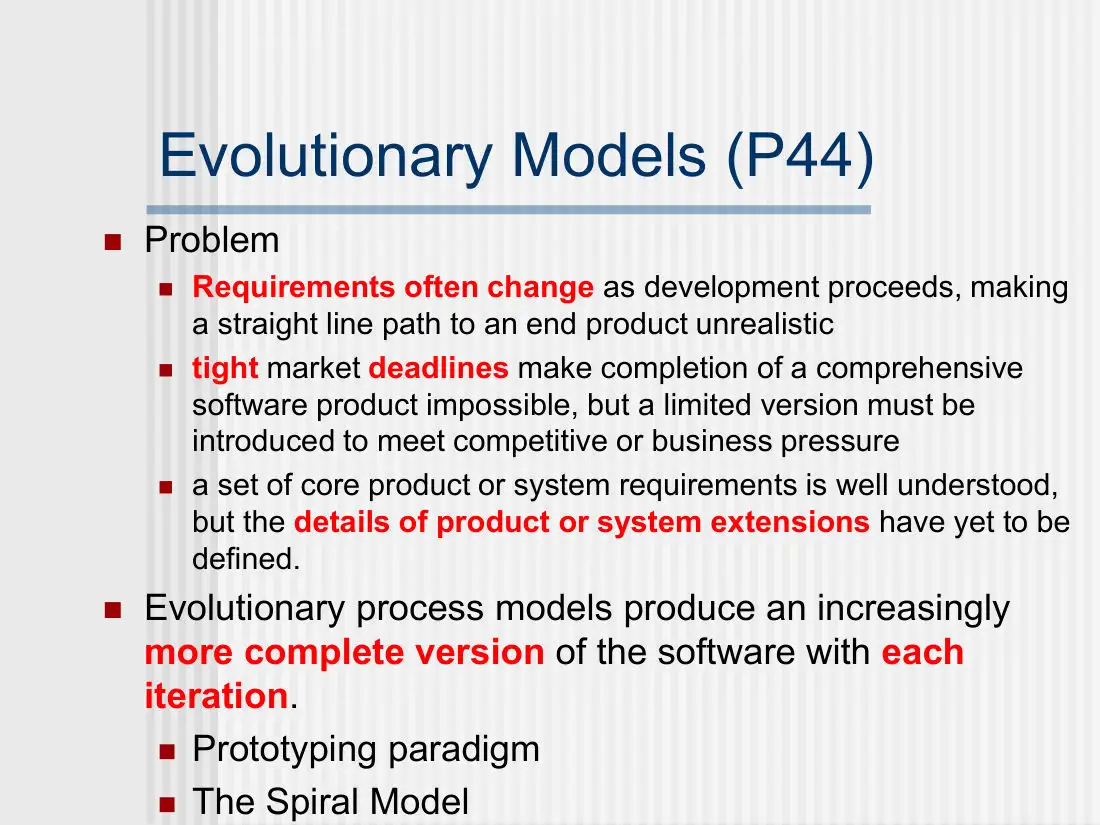 Evolutionary Models (P44)
Problem
Requirements often change as development proceeds, making
a straight line path to an end product unrealistic
tight market deadlines make completion of a comprehensive
software product impossible, but a limited version must be
introduced to meet competitive or business pressure
a set of core product or system requirements is well understood,
but the details of product or system extensions have yet to be
defined.
Evolutionary process models produce an increasingly
more complete version of the software with each
iteration.
Prototyping paradigm
The Spiral Model